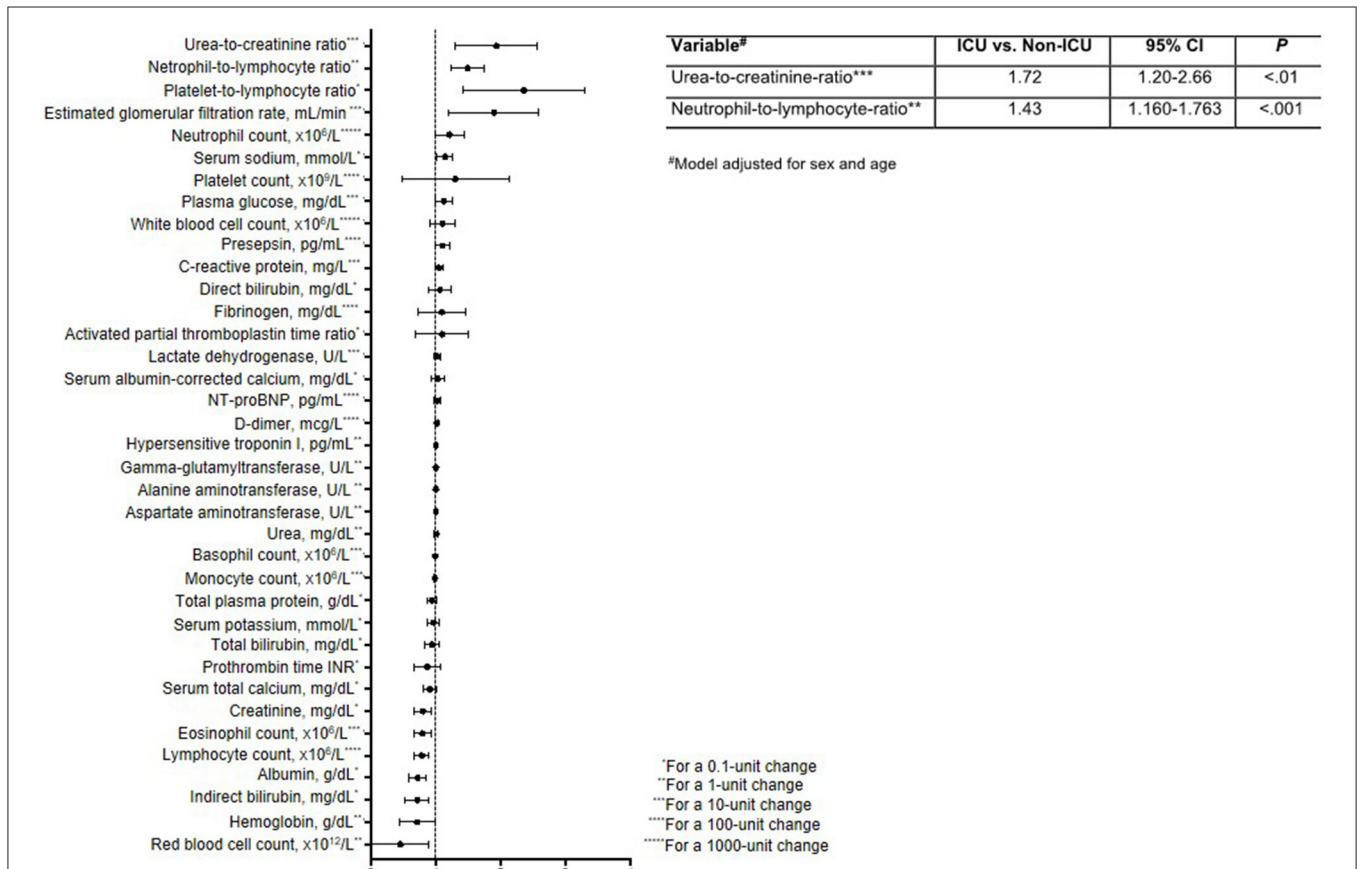 Urea-to-creatinine ratio***
Netrophil-to-lymphocyte ratio**
Platelet-to-lymphocyte ratio*
Estimated glomerular filtration rate, mL/min***
Neutrophil count, x10⁶/L*****
Serum sodium, mmol/L*
Platelet count, x10⁹/L****
Plasma glucose, mg/dL***
White blood cell count, x10⁶/L*****
Presepsin, pg/mL****
C-reactive protein, mg/L***
Direct bilirubin, mg/dL*
Fibrinogen, mg/dL****
Activated partial thromboplastin time ratio*
Lactate dehydrogenase, U/L***
Serum albumin-corrected calcium, mg/dL*
NT-proBNP, pg/mL****
D-dimer, mcg/L****
Hypersensitive troponin I, pg/mL**
Gamma-glutamyltransferase, U/L**
Alanine aminotransferase, U/L**
Aspartate aminotransferase, U/L**
Urea, mg/dL**
Basophil count, x10⁶/L***
Monocyte count, x10⁶/L***
Total plasma protein, g/dL*
Serum potassium, mmol/L*
Total bilirubin, mg/dL*
Prothrombin time INR*
Serum total calcium, mg/dL*
Creatinine, mg/dL*
Eosinophil count, x10⁶/L***
Lymphocyte count, x10⁶/L****
Albumin, g/dL*
Indirect bilirubin, mg/dL*
Hemoglobin, g/dL**
Red blood cell count, x10¹²/L**
Variable# ICU vs. Non-ICU 95% CI P
Urea-to-creatinine-ratio*** 1.72 1.20-2.66 <.01
Neutrophil-to-lymphocyte-ratio** 1.43 1.160-1.763 <.001
#Model adjusted for sex and age
*For a 0.1-unit change
**For a 1-unit change
***For a 10-unit change
****For a 100-unit change
*****For a 1000-unit change